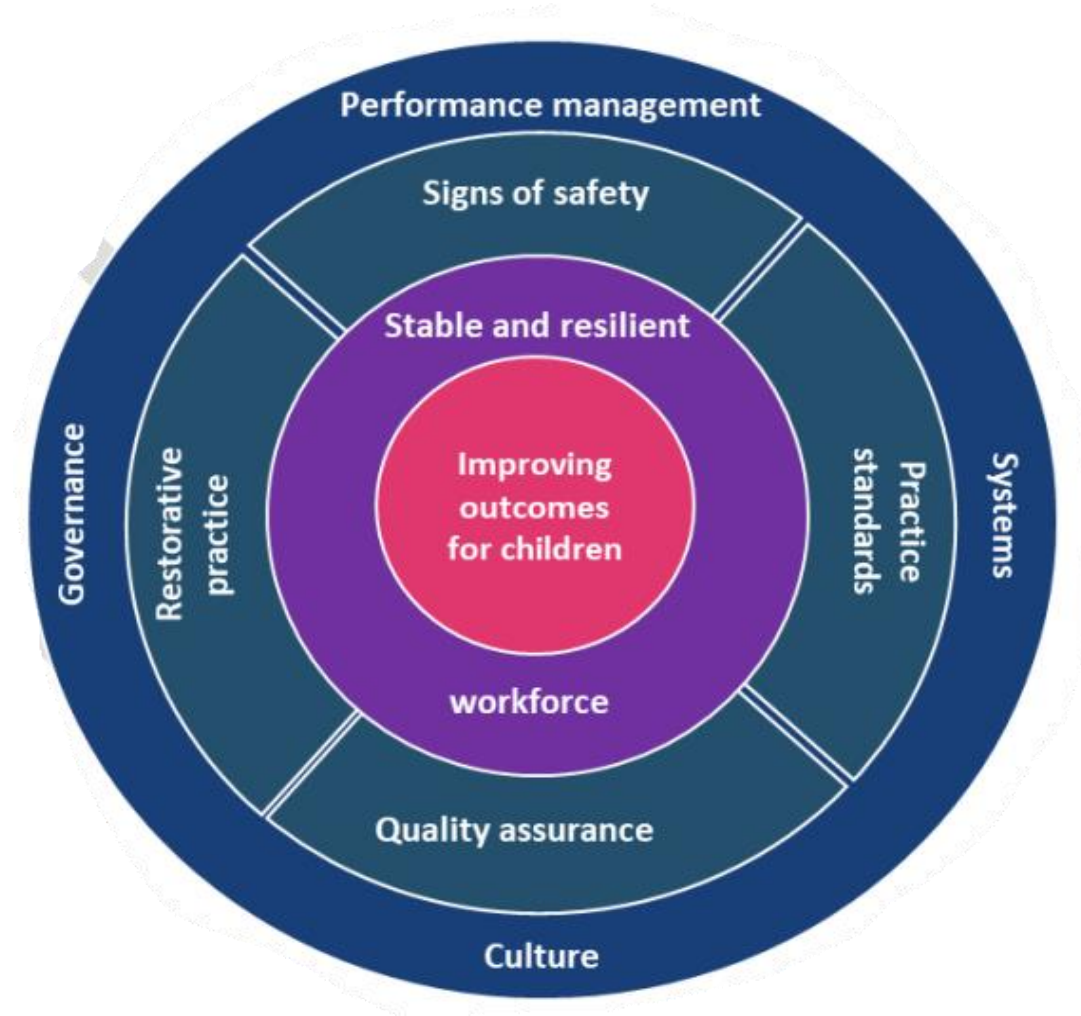 Performance management
Signs of safety
Stable and resilient
Improving
outcomes
for children
workforce
Governance
Restorative
practice
Practice
standards
Systems
Quality assurance
Culture